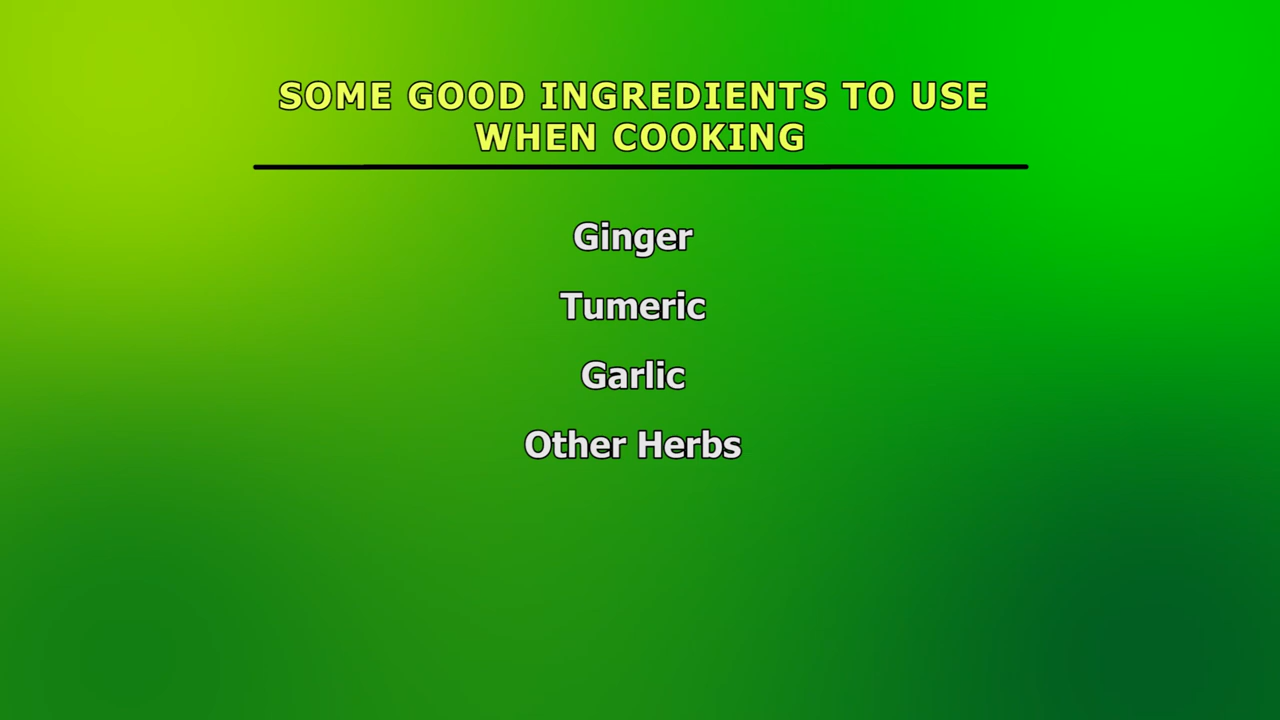 SOME GOOD INGREDIENTS TO USE
WHEN COOKING
Ginger
Tumeric
Garlic
Other Herbs